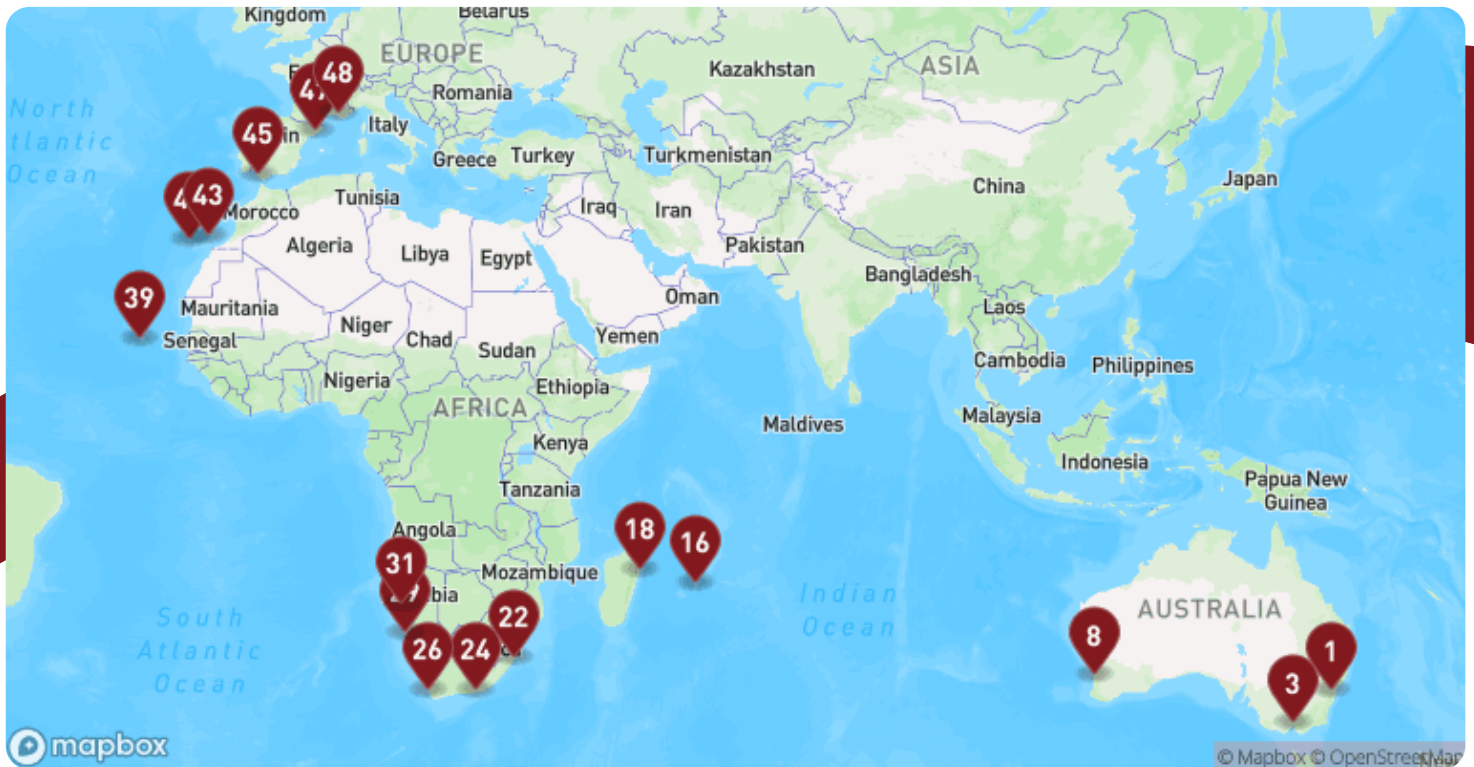 Kingdom
Belarus
EUROPE
ASIA
48
Kazakhstan
Romania
North
tlantic
Ocean
Italy
45
in
Greece
Turkey
Turkmenistan
China
Japan
43
Tunisia
Morocco
Iraq
Iran
Algeria
Libya
Egypt
Pakistan
Bangladesh
39
Mauritania
Oman
Laos
Niger
Chad
Senegal
Yemen
Sudan
Cambodia
Philippines
Nigeria
Ethiopia
AFRICA
Malaysia
Maldives
Kenya
Indonesia
Tanzania
Papua New
Guinea
Angola
18
16
31
Mozambique
bia
Indian
Ocean
AUSTRALIA
22
South
Atlantic
Ocean
26
24
8
1
3
mapbox
© Mapbox © OpenStreetMap